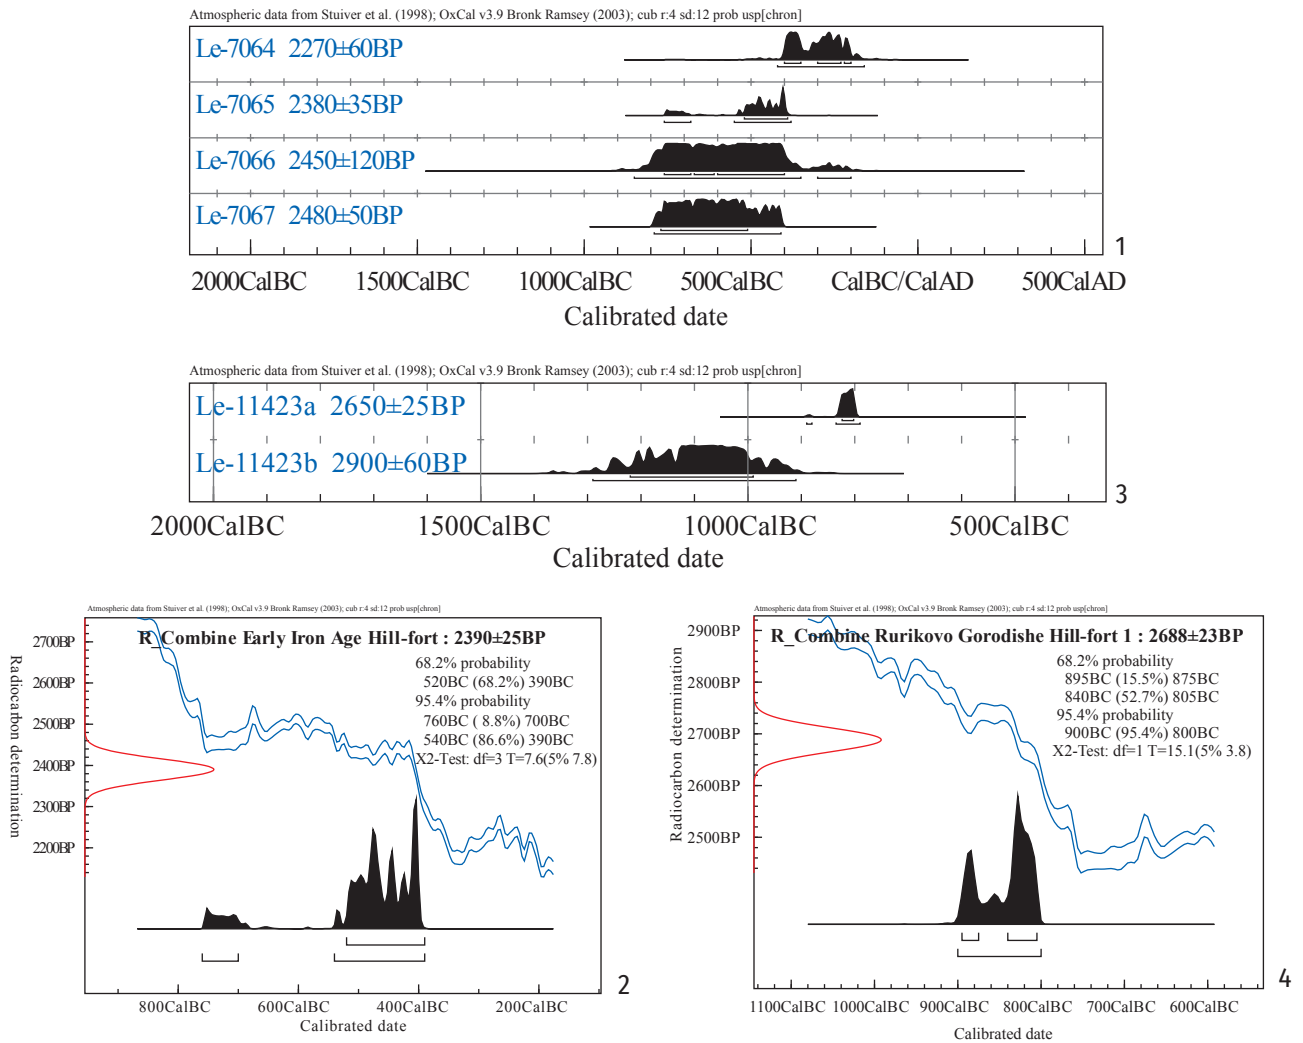 Atmospheric data from Stuiver et al. (1998); OxCal v3.9 Bronk Ramsey (2003); cub r:4 sd:12 prob usp[chron]
Le-7064 2270±60BP
Le-7065 2380±35BP
Le-7066 2450±120BP
Le-7067 2480±50BP
1
2000CalBC 1500CalBC 1000CalBC 500CalBC CalBC/CalAD 500CalAD
Calibrated date
Atmospheric data from Stuiver et al. (1998); OxCal v3.9 Bronk Ramsey (2003); cub r:4 sd:12 prob usp[chron]
Le-11423a 2650±25BP
Le-11423b 2900±60BP
3
2000CalBC 1500CalBC 1000CalBC 500CalBC
Calibrated date
Atmospheric data from Stuiver et al. (1998); OxCal v3.9 Bronk Ramsey (2003); cub r:4 sd:12 prob usp[chron]
R_Combine Early Iron Age Hill-fort : 2390±25BP
68.2% probability
520BC (68.2%) 390BC
95.4% probability
760BC ( 8.8%) 700BC
540BC (86.6%) 390BC
X2-Test: df=3 T=7.6(5% 7.8)
Radiocarbon determination
2700BP
2600BP
2500BP
2400BP
2300BP
2200BP
800CalBC 600CalBC 400CalBC 200CalBC
Calibrated date
2
Atmospheric data from Stuiver et al. (1998); OxCal v3.9 Bronk Ramsey (2003); cub r:4 sd:12 prob usp[chron]
R_Combine Rurikovo Gorodishe Hill-fort 1 : 2688±23BP
68.2% probability
895BC (15.5%) 875BC
840BC (52.7%) 805BC
95.4% probability
900BC (95.4%) 800BC
X2-Test: df=1 T=15.1(5% 3.8)
Radiocarbon determination
2900BP
2800BP
2700BP
2600BP
2500BP
1100CalBC 1000CalBC 900CalBC 800CalBC 700CalBC 600CalBC
Calibrated date
4